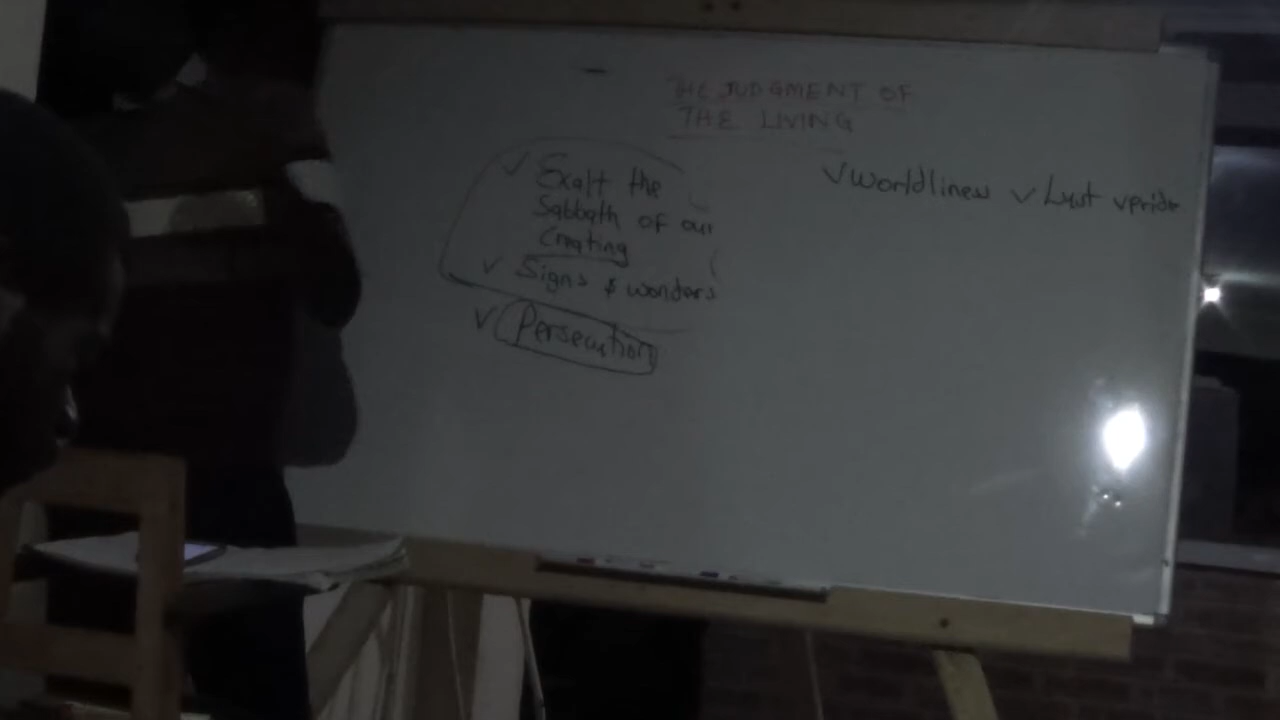 THE JUDGMENT OF
THE LIVING
✓ Exalt the
Sabbath of our
Creating
✓ Signs & wonders
✓ Persecution
✓ worldliness ✓ Lust ✓ pride